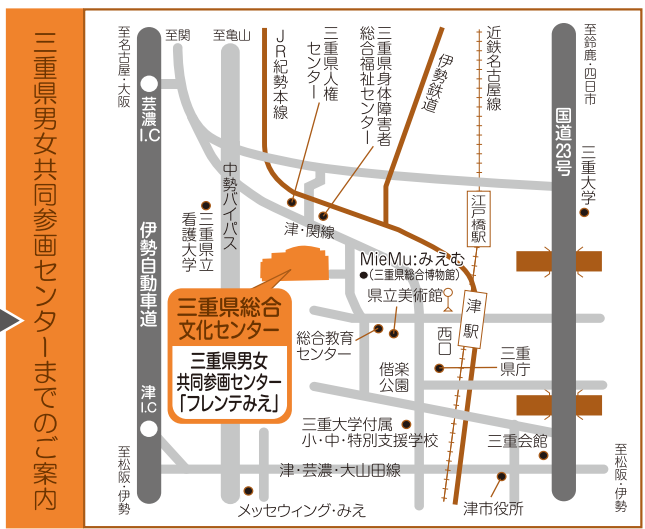 三重県男女共同参画センターまでのご案内
至名古屋・大阪
至関
至亀山
JR紀勢本線
三重県人権
センター
三重県身体障害者
総合福祉センター
伊勢鉄道
近鉄名古屋線
至鈴鹿・四日市
芸濃
I.C
中勢バイパス
国道23号
三重大学
三重県立
看護大学
津・関線
江戸橋駅
伊勢自動車道
MieMu:みえむ
(三重県総合博物館)
県立美術館
三重県総合
文化センター
三重県男女
共同参画センター
「フレンテみえ」
総合教育
センター
津駅
西口
偕楽
公園
三重
県庁
津
I.C
三重大学付属
小・中・特別支援学校
三重会館
至松阪・伊勢
津・芸濃・大山田線
至松阪・伊勢
メッセウィング・みえ
津市役所